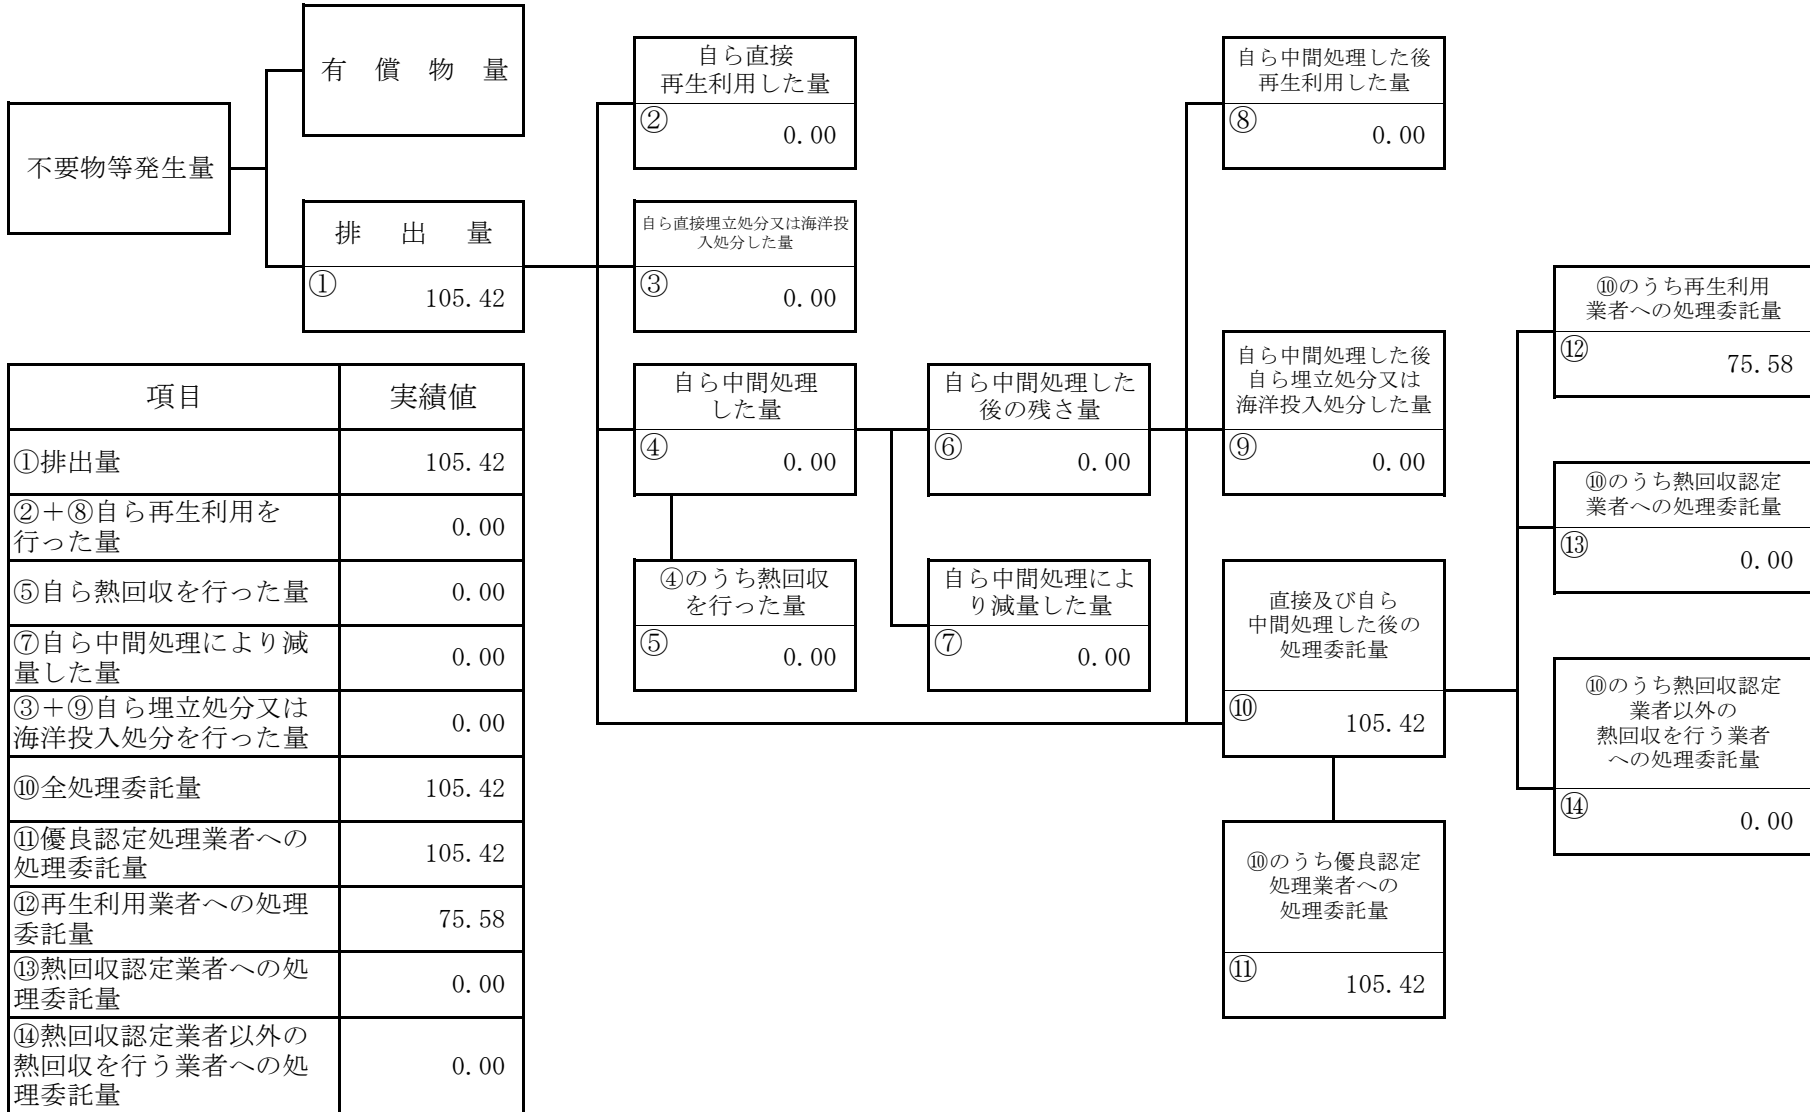 不要物等発生量
有償物量
排出量
①
105.42
自ら直接
再生利用した量
②
0.00
自ら直接埋立処分又は海洋投
入処分した量
③
0.00
自ら中間処理
した量
④
0.00
④のうち熱回収
を行った量
⑤
0.00
自ら中間処理した
後の残さ量
⑥
0.00
自ら中間処理によ
り減量した量
⑦
0.00
自ら中間処理した後
再生利用した量
⑧
0.00
自ら中間処理した後
自ら埋立処分又は
海洋投入処分した量
⑨
0.00
直接及び自ら
中間処理した後の
処理委託量
⑩
105.42
⑩のうち優良認定
処理業者への
処理委託量
⑪
105.42
⑩のうち再生利用
業者への処理委託量
⑫
75.58
⑩のうち熱回収認定
業者への処理委託量
⑬
0.00
⑩のうち熱回収認定
業者以外の
熱回収を行う業者
への処理委託量
⑭
0.00
項目 実績値
①排出量 105.42
②+⑧自ら再生利用を
行った量 0.00
⑤自ら熱回収を行った量 0.00
⑦自ら中間処理により減
量した量 0.00
③+⑨自ら埋立処分又は
海洋投入処分を行った量 0.00
⑩全処理委託量 105.42
⑪優良認定処理業者への
処理委託量 105.42
⑫再生利用業者への処理
委託量 75.58
⑬熱回収認定業者への処
理委託量 0.00
⑭熱回収認定業者以外の
熱回収を行う業者への処
理委託量 0.00